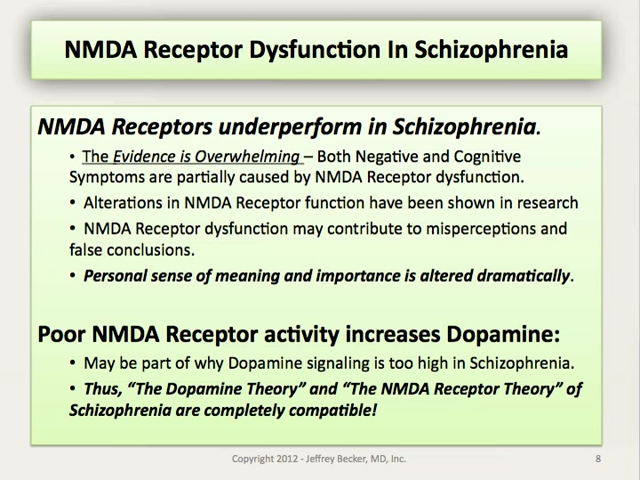 NMDA Receptor Dysfunction In Schizophrenia
NMDA Receptors underperform in Schizophrenia.
• The Evidence is Overwhelming – Both Negative and Cognitive
Symptoms are partially caused by NMDA Receptor dysfunction.
• Alterations in NMDA Receptor function have been shown in research
• NMDA Receptor dysfunction may contribute to misperceptions and
false conclusions.
• Personal sense of meaning and importance is altered dramatically.
Poor NMDA Receptor activity increases Dopamine:
• May be part of why Dopamine signaling is too high in Schizophrenia.
• Thus, “The Dopamine Theory” and “The NMDA Receptor Theory” of
Schizophrenia are completely compatible!
Copyright 2012 - Jeffrey Becker, MD, Inc.
8